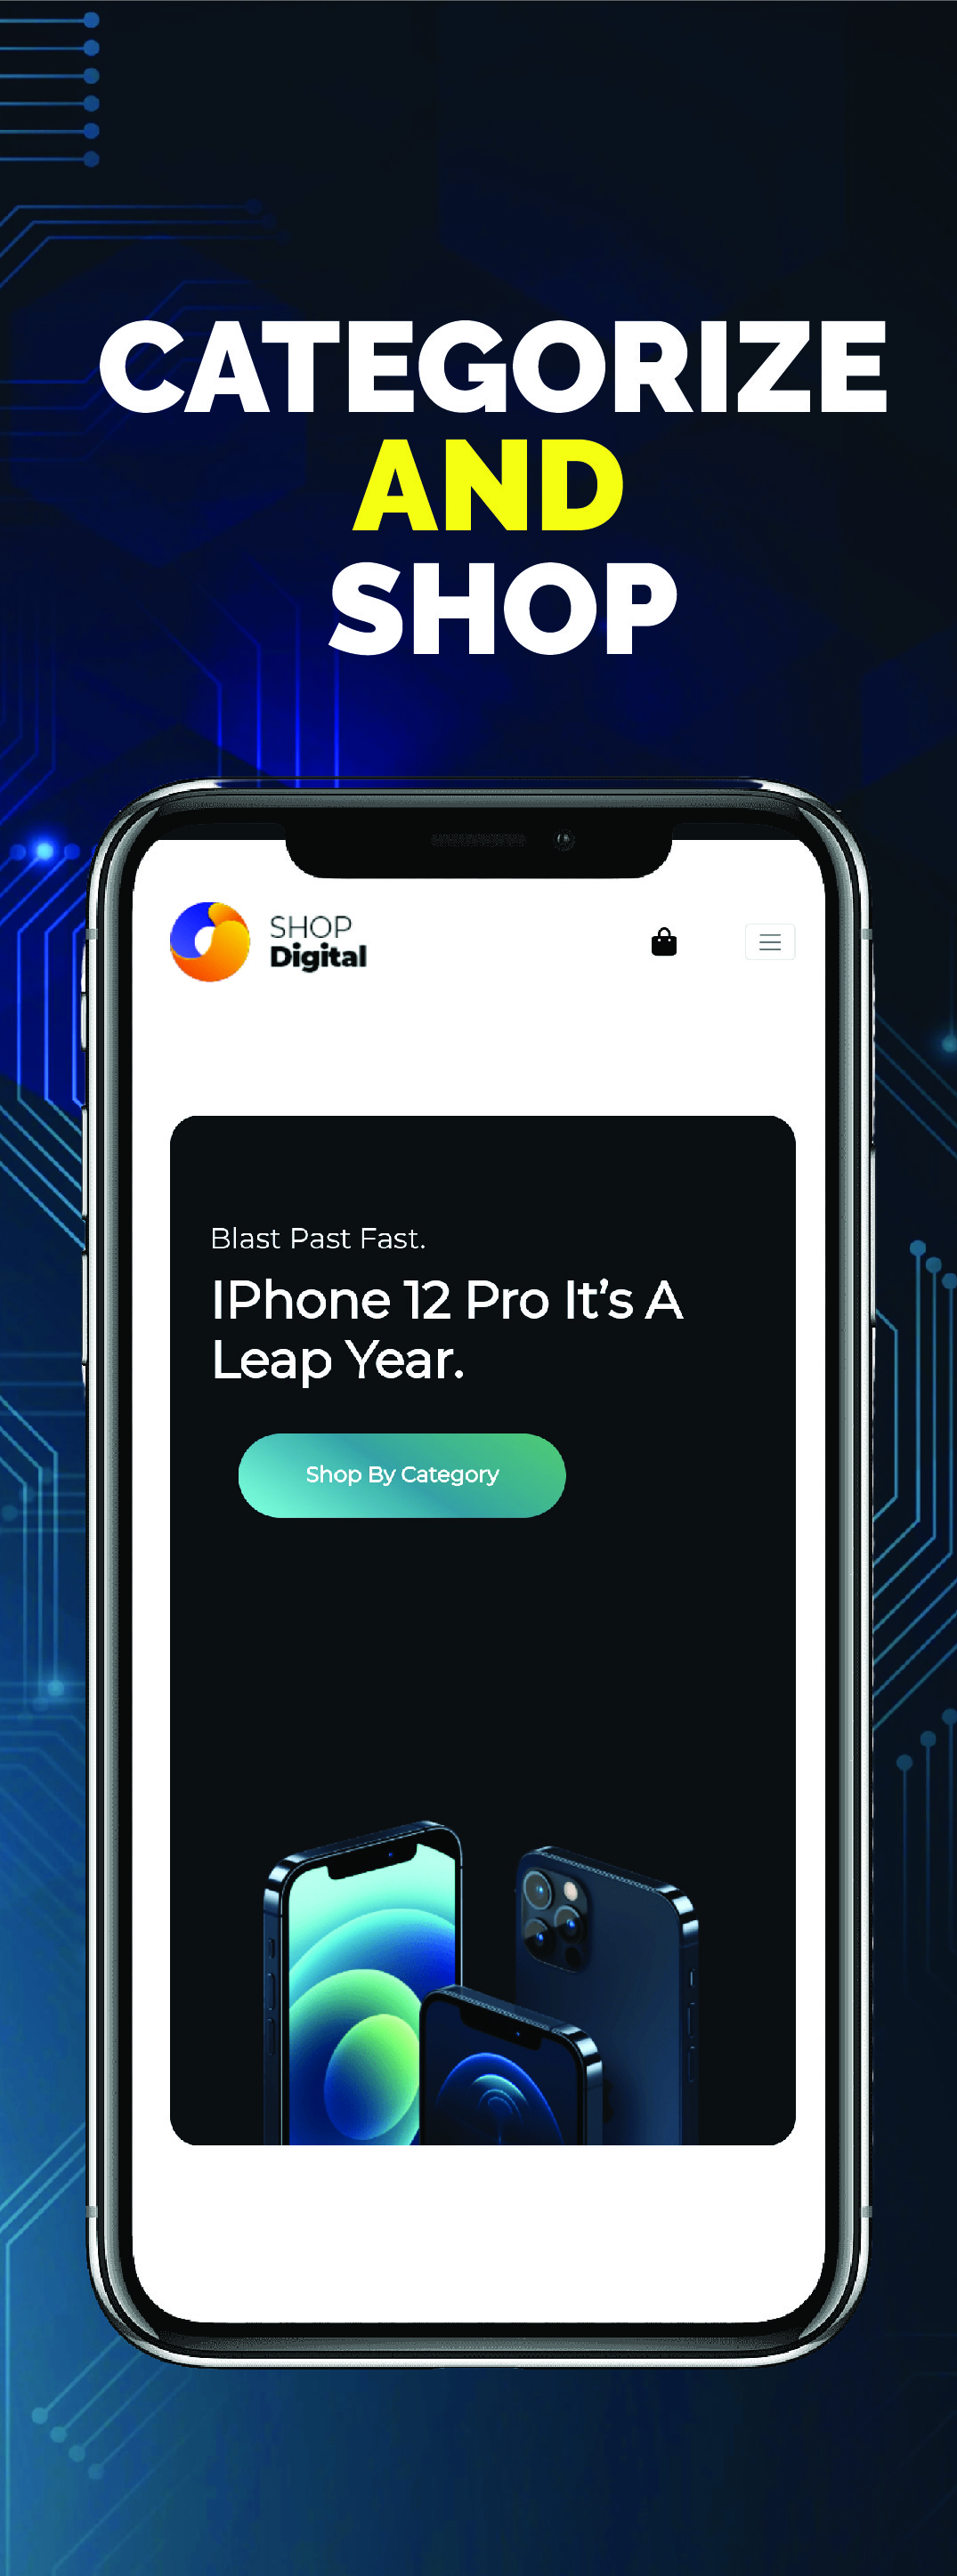 CATEGORIZE
AND
SHOP
SHOP
Digital
Blast Past Fast.
IPhone 12 Pro It's A
Leap Year.
Shop By Category